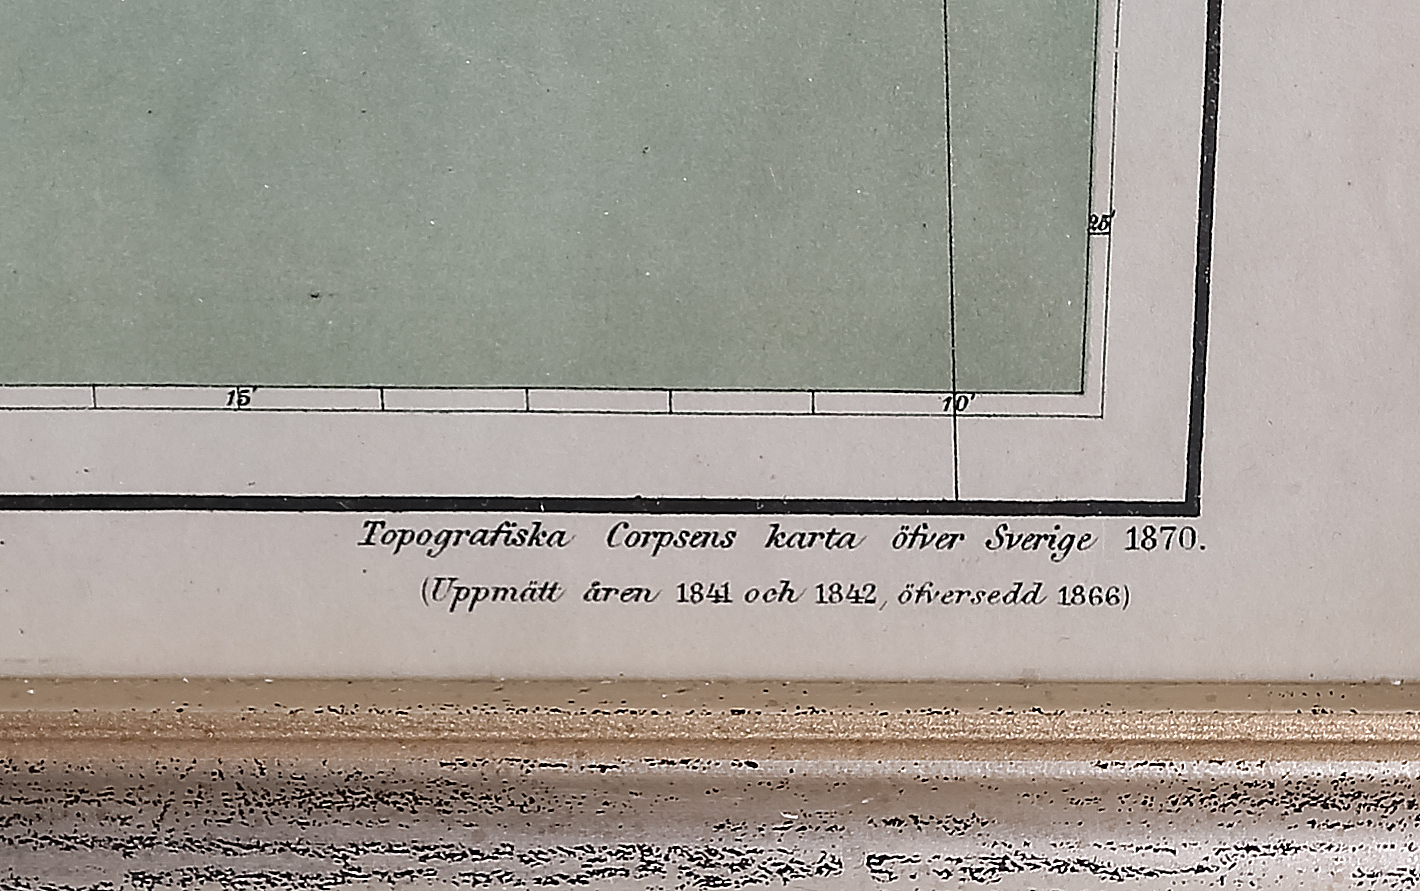 25'
15'
10'
Topografiska Corpsens karta öfver Sverige 1870.
(Uppmätt åren 1841 och 1842, öfversedd 1866)